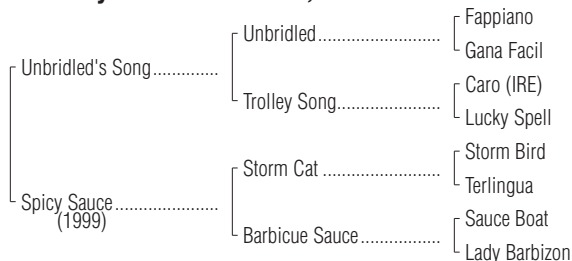 Fappiano
Unbridled....................................
Gana Facil
Unbridled's Song..............
Caro (IRE)
Trolley Song..............................
Lucky Spell
Storm Bird
Storm Cat ................................
Terlingua
Spicy Sauce......................
(1999)
Sauce Boat
Barbicue Sauce........................
Lady Barbizon